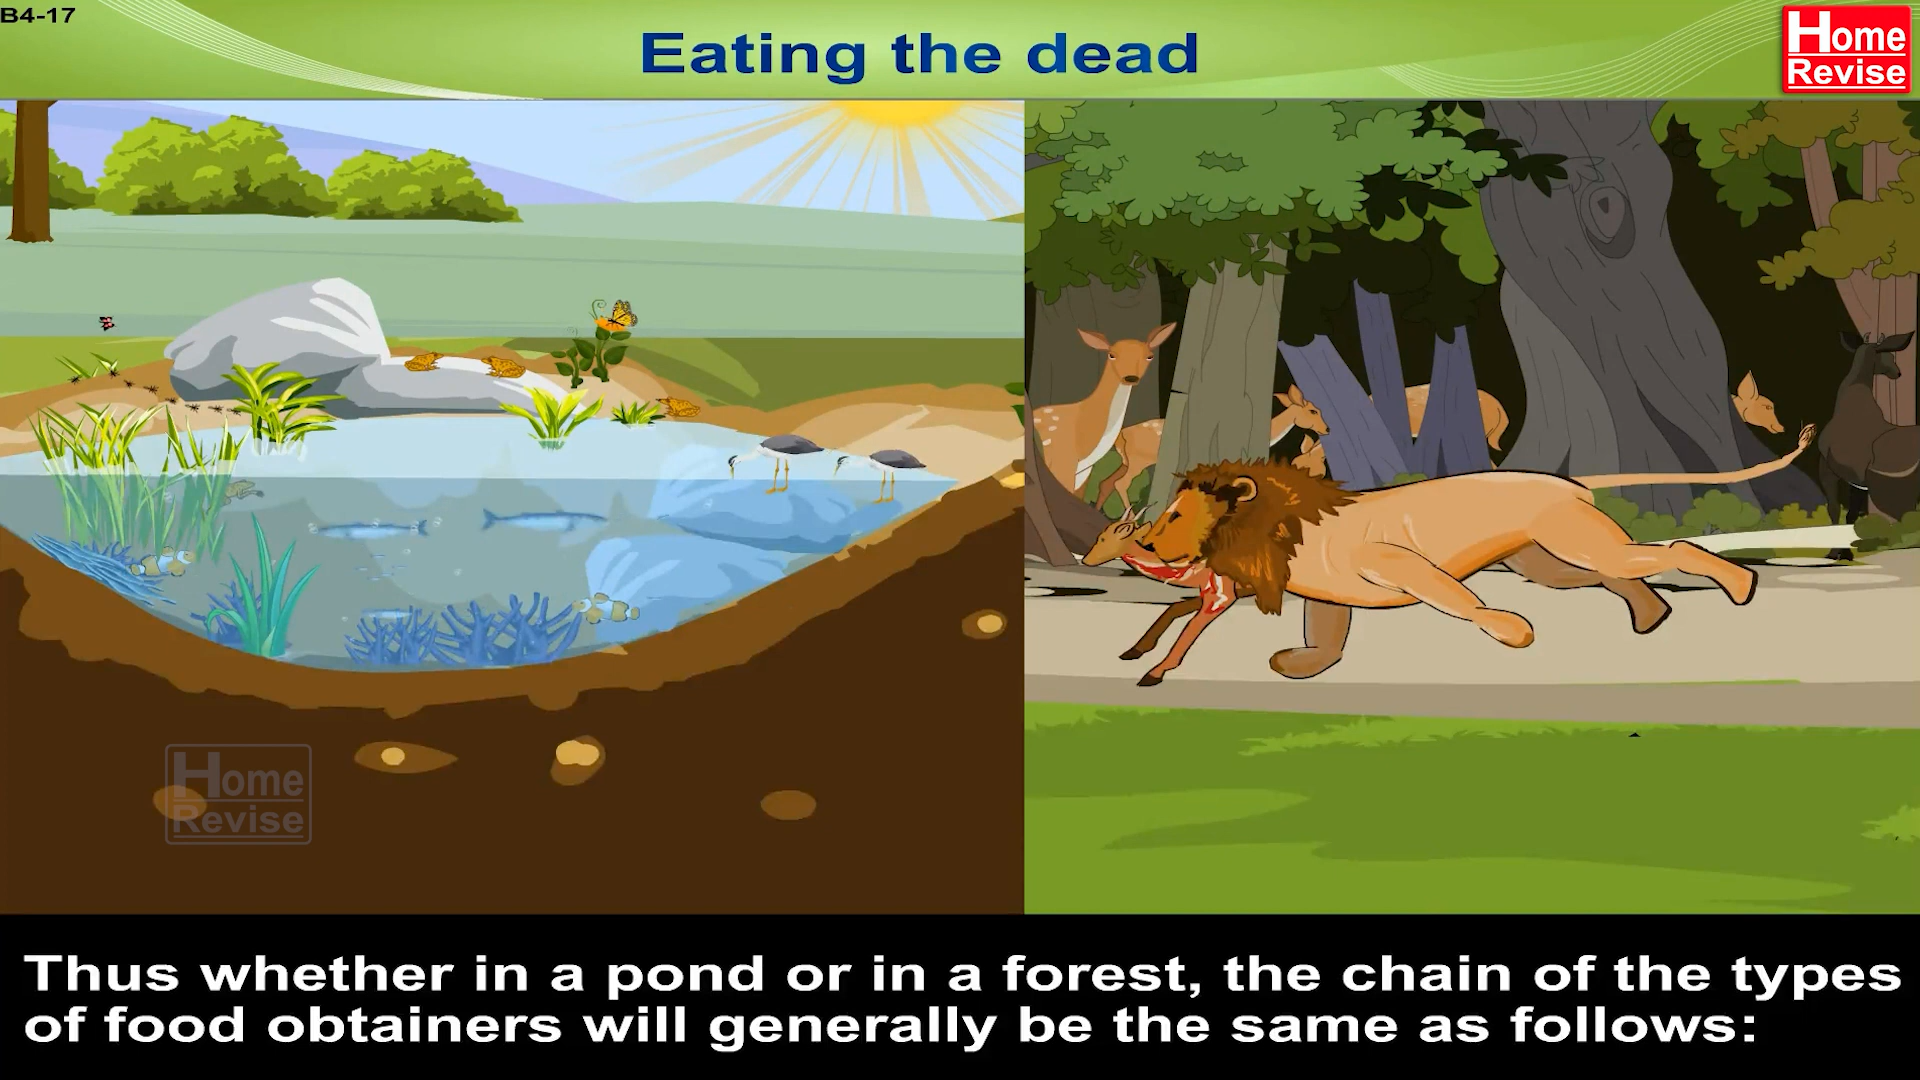 B4-17
Eating the dead
Home
Revise
Home
Revise
Thus whether in a pond or in a forest, the chain of the types
of food obtainers will generally be the same as follows: